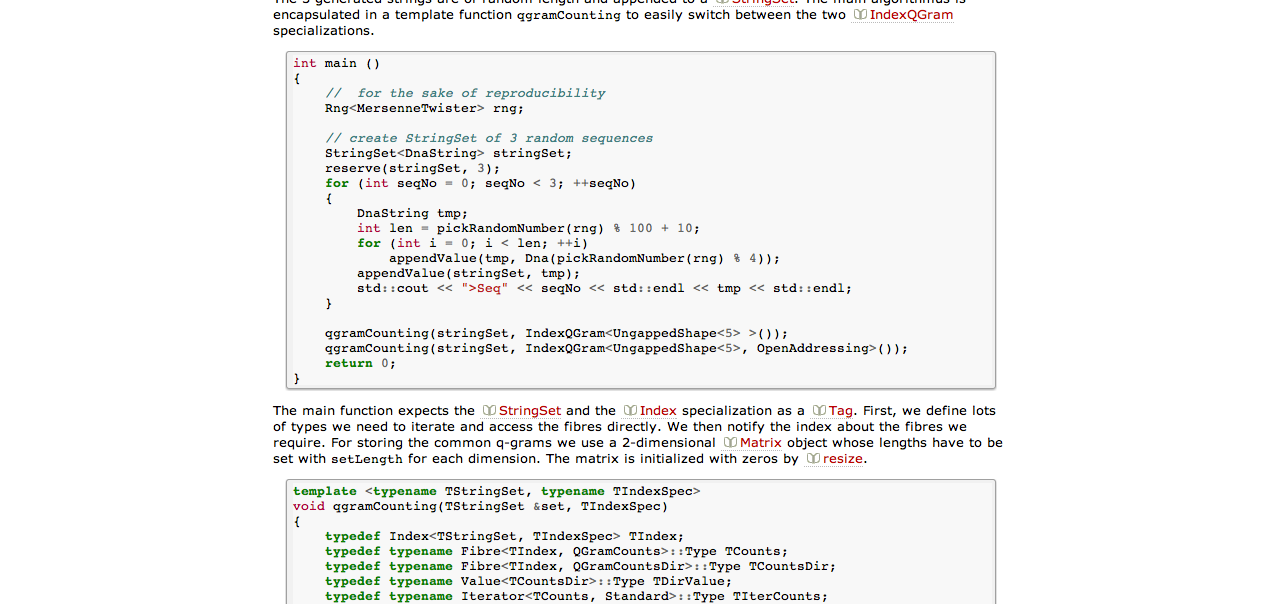 The 3 generated strings are of random length and appended to a StringSet. The main algorithmus is
encapsulated in a template function qgramCounting to easily switch between the two IndexQGram
specializations.
int main ()
{
    //  for the sake of reproducibility
    Rng<MersenneTwister> rng;

    // create StringSet of 3 random sequences
    StringSet<DnaString> stringSet;
    reserve(stringSet, 3);
    for (int seqNo = 0; seqNo < 3; ++seqNo)
    {
        DnaString tmp;
        int len = pickRandomNumber(rng) % 100 + 10;
        for (int i = 0; i < len; ++i)
            appendValue(tmp, Dna(pickRandomNumber(rng) % 4));
        appendValue(stringSet, tmp);
        std::cout << ">Seq" << seqNo << std::endl << tmp << std::endl;
    }

    qgramCounting(stringSet, IndexQGram<UngappedShape<5> >());
    qgramCounting(stringSet, IndexQGram<UngappedShape<5>, OpenAddressing>());
    return 0;
}
The main function expects the StringSet and the Index specialization as a Tag. First, we define lots
of types we need to iterate and access the fibres directly. We then notify the index about the fibres we
require. For storing the common q-grams we use a 2-dimensional Matrix object whose lengths have to be
set with setLength for each dimension. The matrix is initialized with zeros by resize.
template <typename TStringSet, typename TIndexSpec>
void qgramCounting(TStringSet &set, TIndexSpec)
{
    typedef Index<TStringSet, TIndexSpec> TIndex;
    typedef typename Fibre<TIndex, QGramCounts>::Type TCounts;
    typedef typename Fibre<TIndex, QGramCountsDir>::Type TCountsDir;
    typedef typename Value<TCountsDir>::Type TDirValue;
    typedef typename Iterator<TCounts, Standard>::Type TIterCounts;